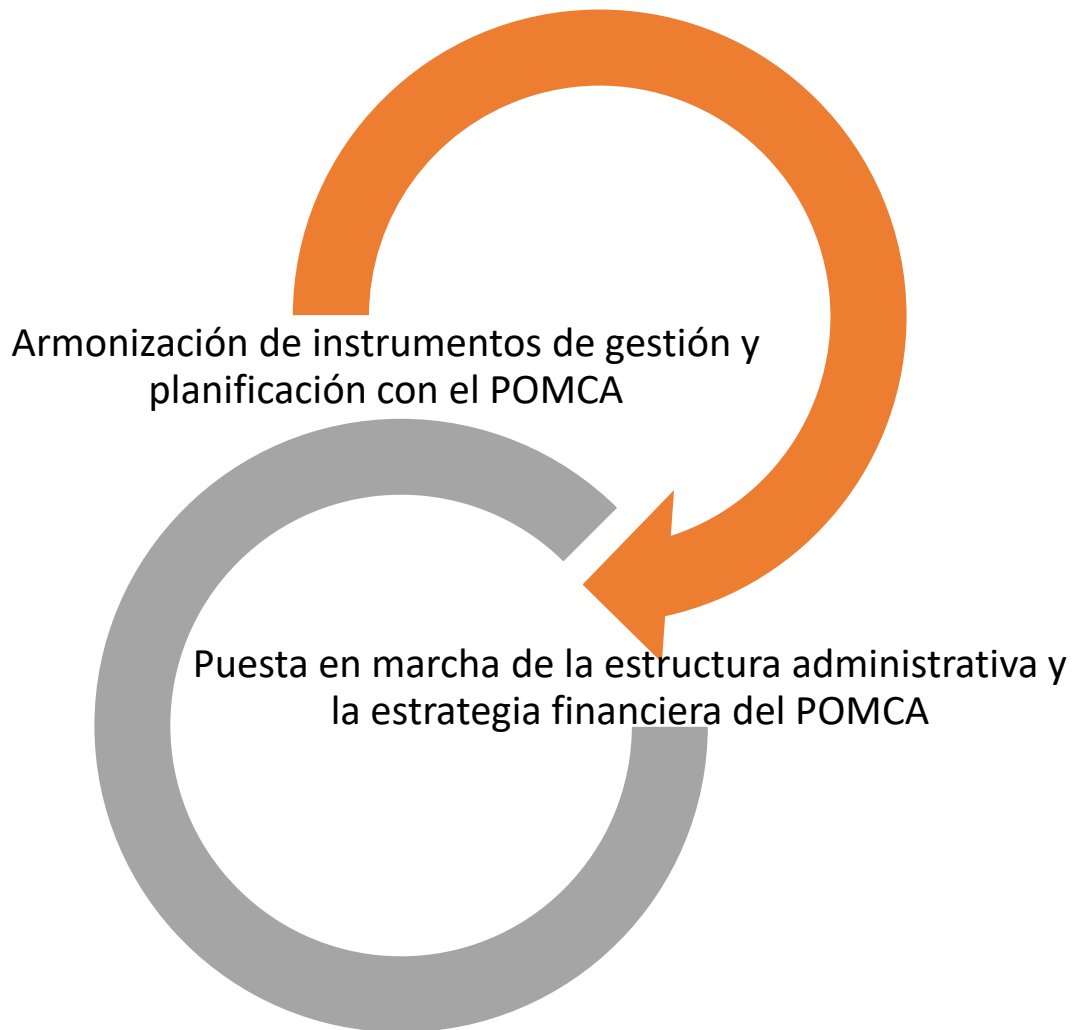 Armonización de instrumentos de gestión y
planificación con el POMCA
Puesta en marcha de la estructura administrativa y
la estrategia financiera del POMCA